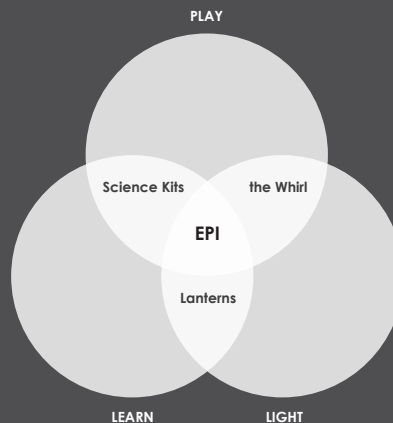 PLAY
Science Kits the Whirl
EPI
Lanterns
LEARN LIGHT